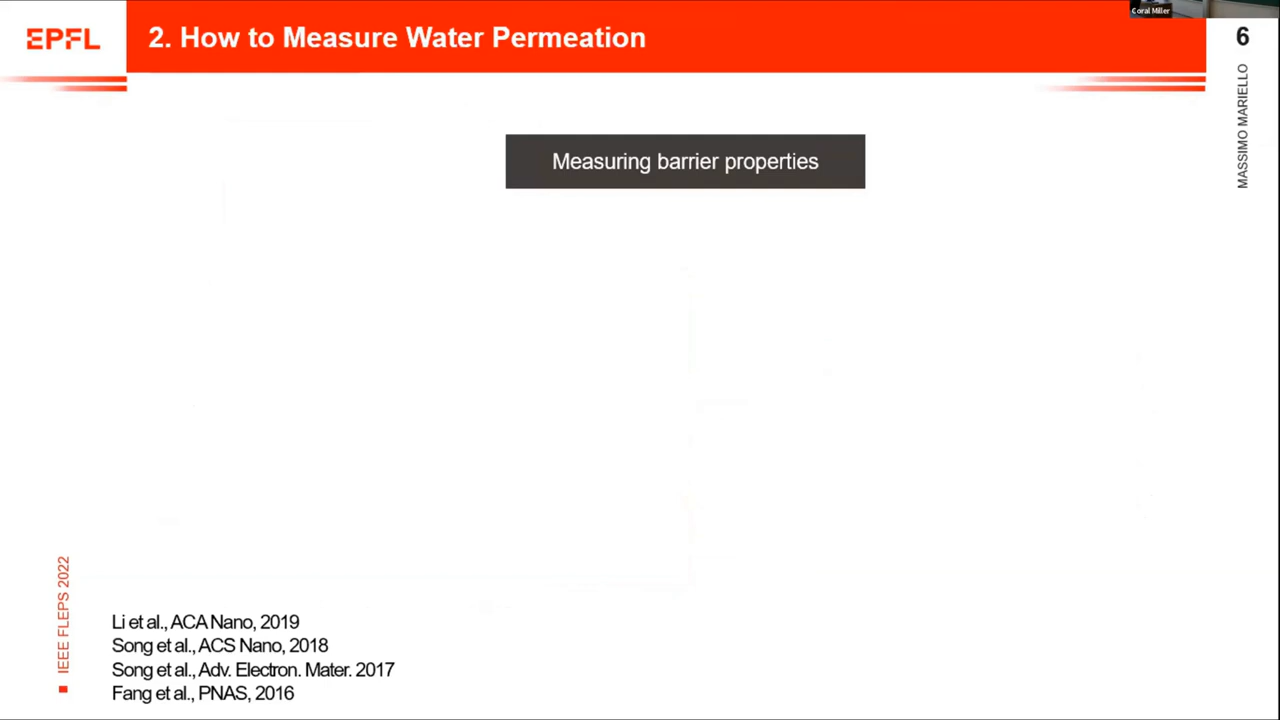 Coral Miller
EPFL
2. How to Measure Water Permeation
6
MASSIMO MARIELLO
Measuring barrier properties
IEEE FLEPS 2022
Li et al., ACA Nano, 2019
Song et al., ACS Nano, 2018
Song et al., Adv. Electron. Mater. 2017
Fang et al., PNAS, 2016